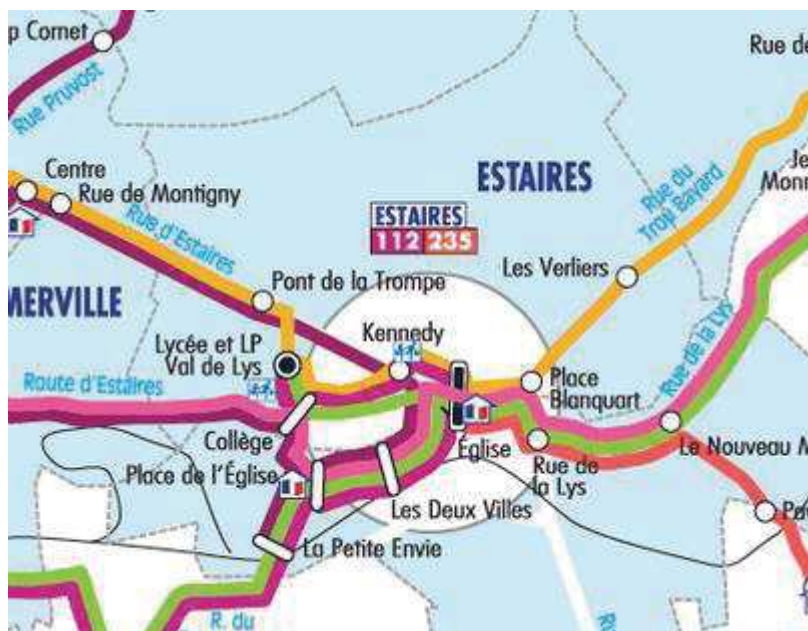 p Cornet
Rue de
Rue Pruvost
Centre
Rue de Montigny
Rue d'Estaires
ESTAIRES
Rue du
Trou Bayard
Je
Monn
ESTAIRES
112 235
MERVILLE
Pont de la Trompe
Les Verliers
Kennedy
Lycée et LP
Val de Lys
Rue de la Lys
Route d'Estaires
Place
Blanquart
Collège
Place de l'Église
Église
Rue de
la Lys
Le Nouveau M
Les Deux Villes
La Petite Envie
R. du